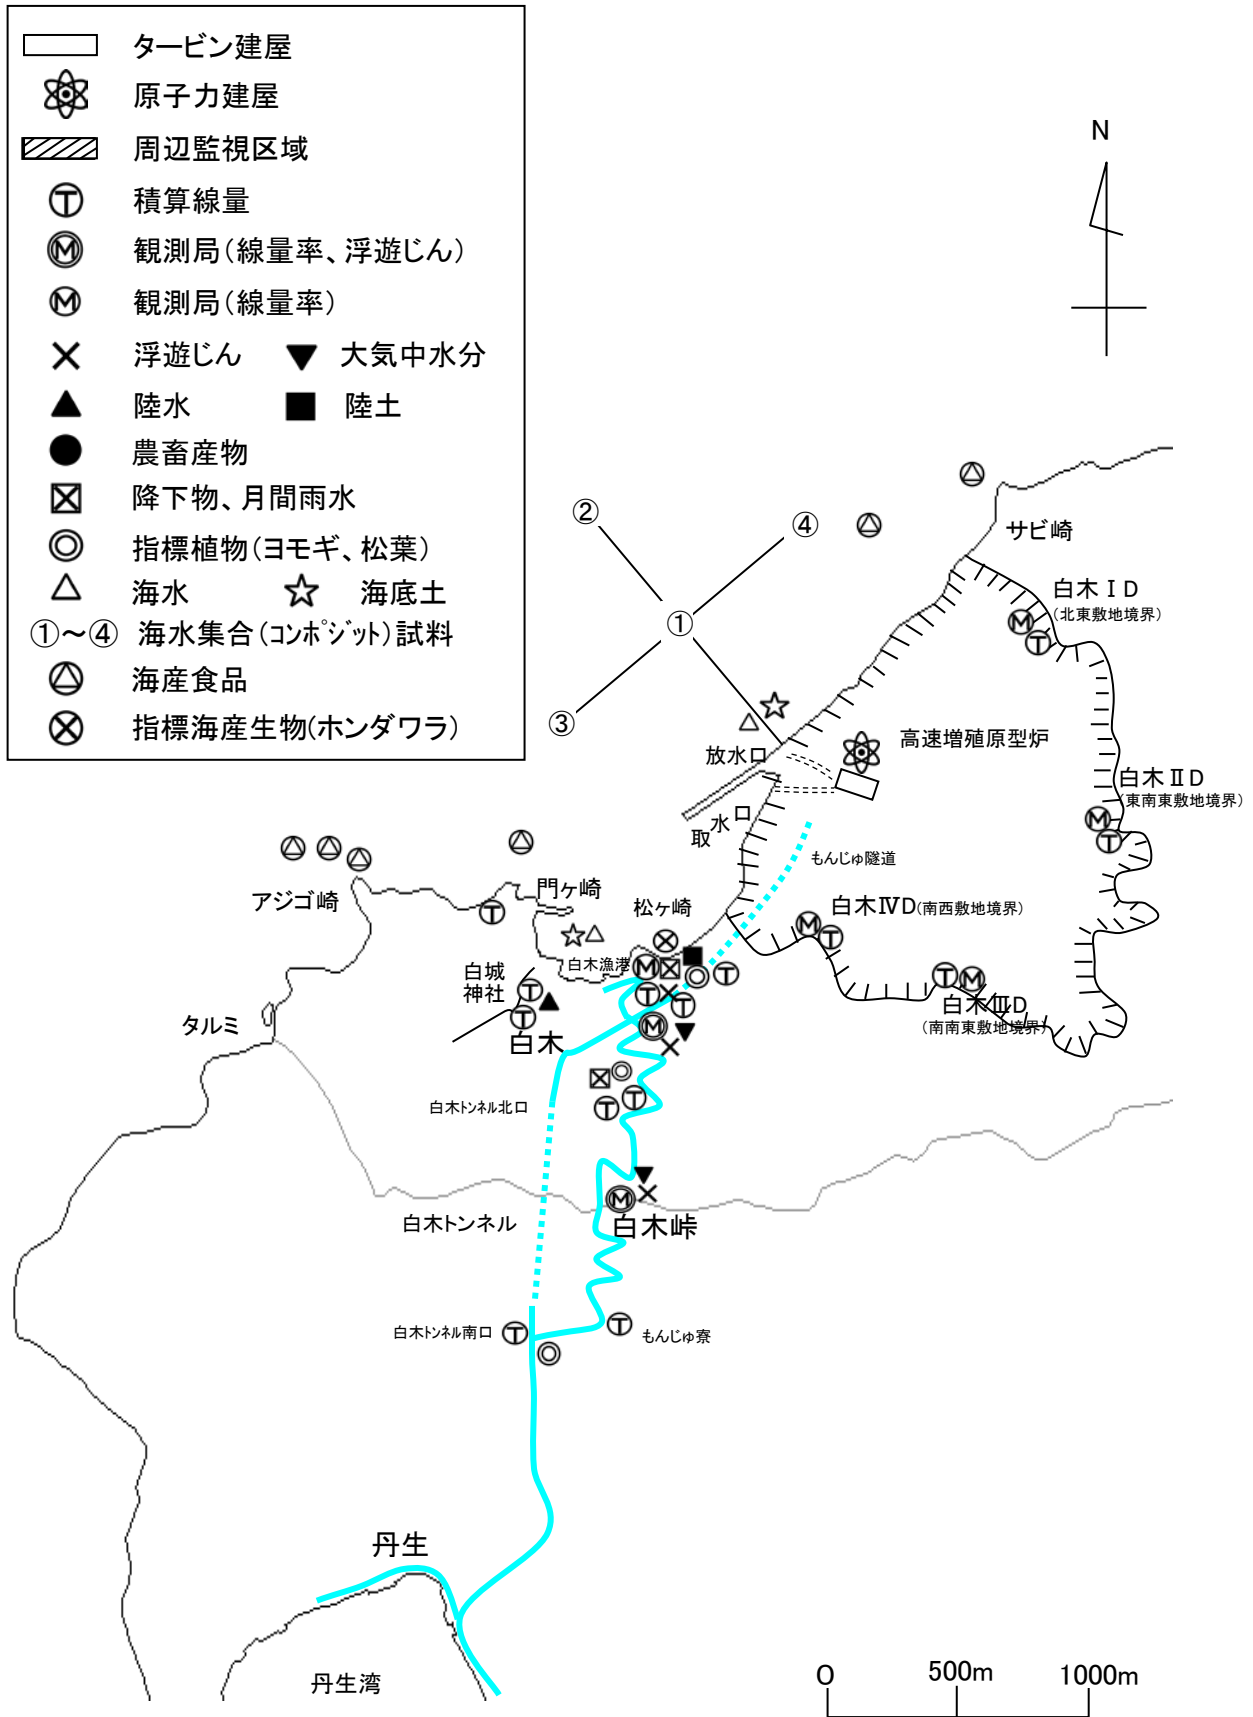 タービン建屋
原子力建屋
周辺監視区域
Ⓣ 積算線量
Ⓜ 観測局(線量率、浮遊じん)
Ⓜ 観測局(線量率)
浮遊じん 大気中水分
陸水 陸土
農畜産物
降下物、月間雨水
指標植物(ヨモギ、松葉)
海水 海底土
①～④ 海水集合(コンポジット)試料
海産食品
指標海産生物(ホンダワラ)
N
②
④
①
③
サビ崎
白木ⅠD
(北東敷地境界)
放水口
高速増殖原型炉
白木ⅡD
(東南東敷地境界)
取水口
もんじゅ隧道
アジゴ崎
門ヶ崎
松ヶ崎
白木ⅣD(南西敷地境界)
白木漁港
白城
神社
白木ⅢD
(南南東敷地境界)
タルミ
白木
白木トンネル北口
白木トンネル
白木峠
白木トンネル南口
もんじゅ寮
丹生
丹生湾
0 500m 1000m